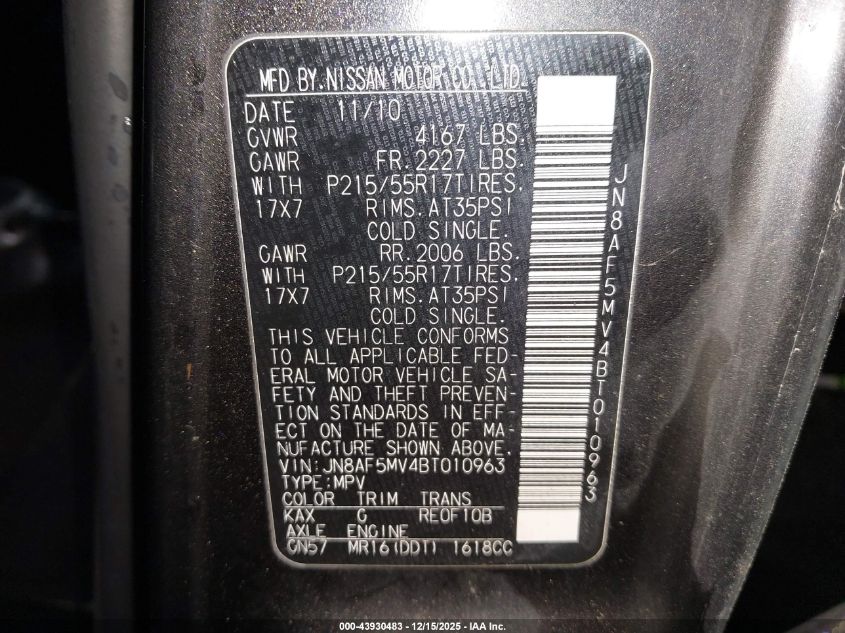 MFD BY NISSAN MOTOR CO., LTD.
DATE 11/10
GVWR 4167 LBS.
GAWR FR. 2227 LBS.
WITH P215/55R17TIRES.
17X7 RIMS. AT35PSI
COLD SINGLE.
GAWR RR. 2006 LBS.
WITH P215/55R17TIRES.
17X7 RIMS. AT35PSI
COLD SINGLE.
THIS VEHICLE CONFORMS
TO ALL APPLICABLE FED-
ERAL MOTOR VEHICLE SA-
FETY AND THEFT PREVEN-
TION STANDARDS IN EFF-
ECT ON THE DATE OF MA-
NUFACTURE SHOWN ABOVE.
VIN:JN8AF5MV4BT010963
TYPE:MPV
COLOR TRIM TRANS
KAX G RE0F10B
AXLE ENGINE
GN57 MR16(DDT) 1618CC
JN8AF5MV4BT010963
000-43930483 - 12/15/2025 - IAA Inc.